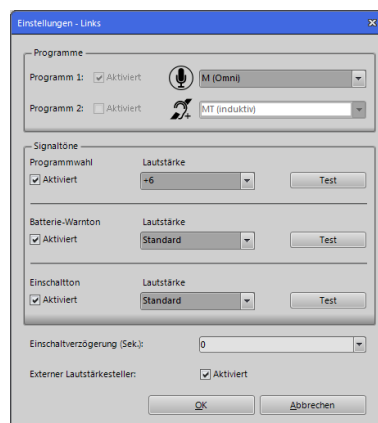 Einstellungen - Links
Programme
Programm 1: Aktiviert M (Omni)
Programm 2: Aktiviert MT (induktiv)
Signaltöne
Programmwahl Lautstärke
Aktiviert +6 Test
Batterie-Warnton Lautstärke
Aktiviert Standard Test
Einschaltton Lautstärke
Aktiviert Standard Test
Einschaltverzögerung (Sek.): 0
Externer Lautstärkesteller: Aktiviert
OK Abbrechen